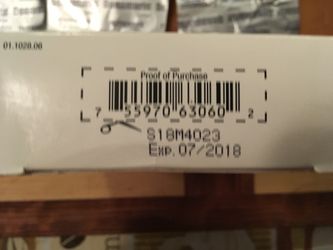 01.1028.06
Proof of Purchase
7 55970 63060 2
S18M4023
Exp. 07/2018